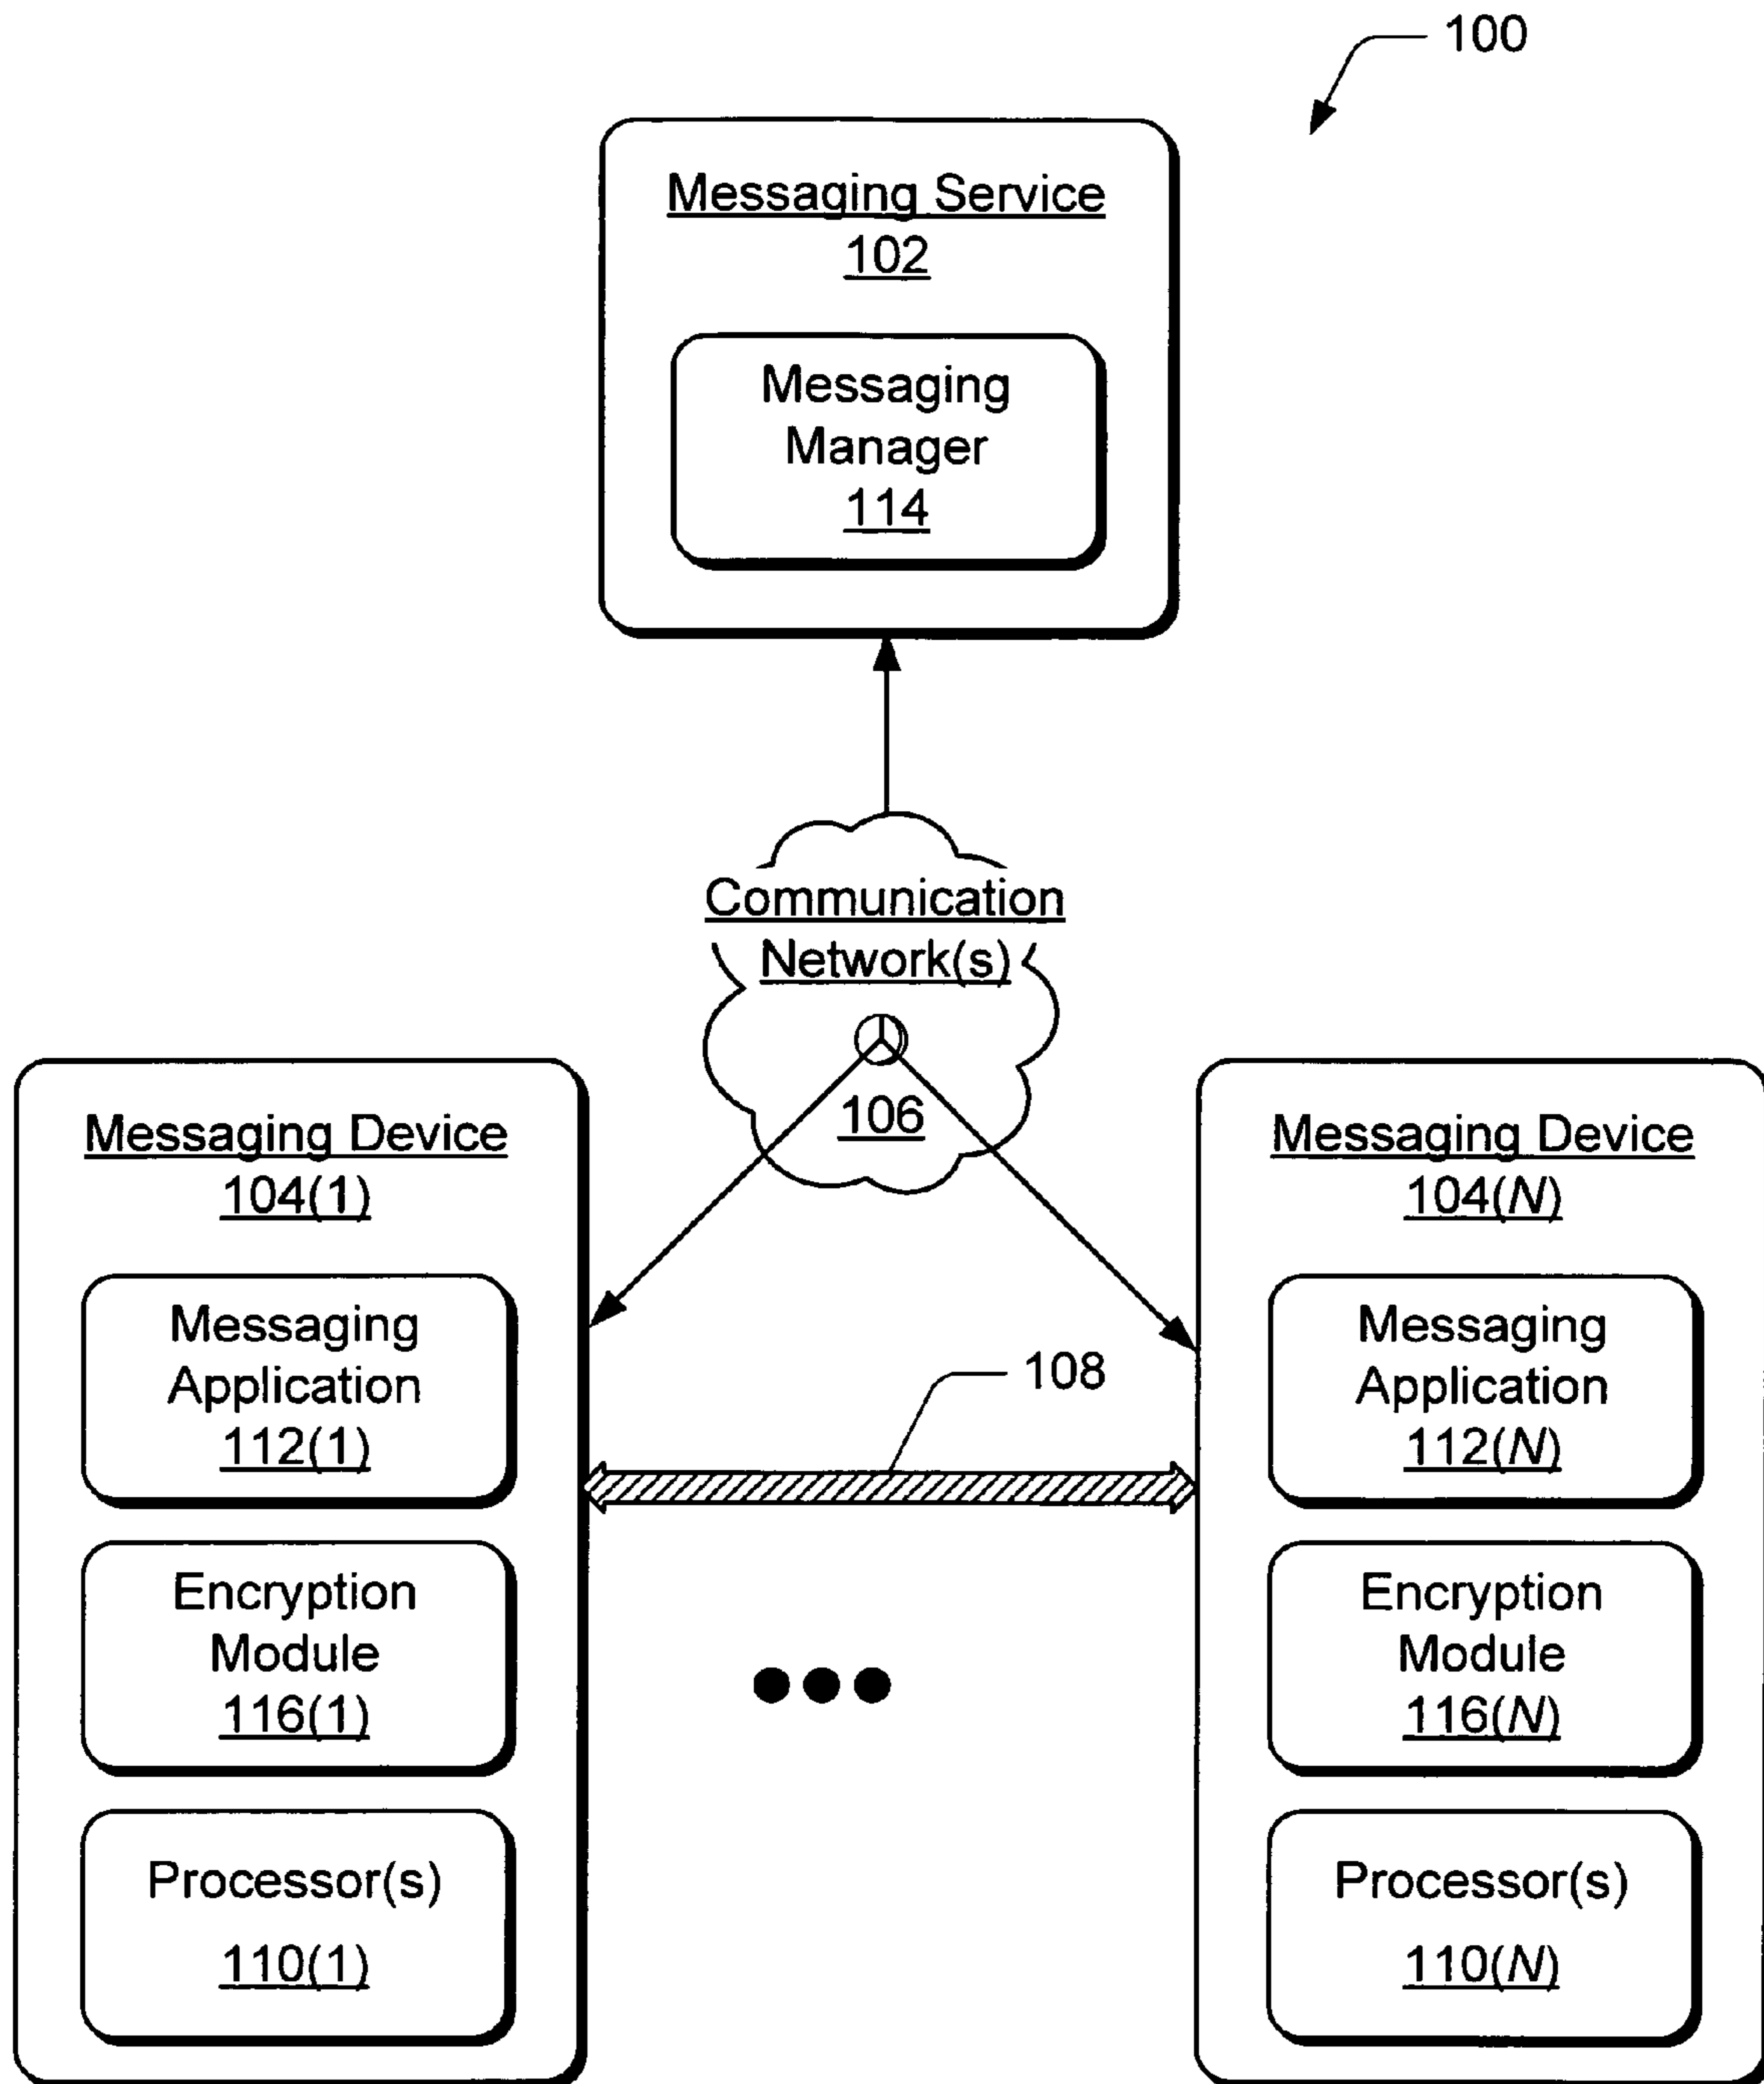 100
Messaging Service
102
Messaging
Manager
114
Communication
Network(s)
106
Messaging Device
104(1)
Messaging
Application
112(1)
Encryption
Module
116(1)
Processor(s)
110(1)
108
Messaging Device
104(N)
Messaging
Application
112(N)
Encryption
Module
116(N)
Processor(s)
110(N)